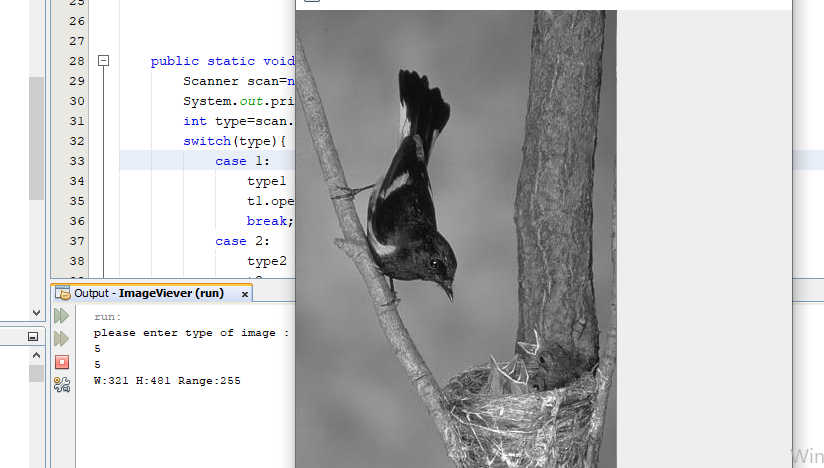 25
26
27
28 public static void
29 Scanner scan=n
30 System.out.pri
31 int type=scan.
32 switch(type){
33 case 1:
34 type1
35 t1.ope
36 break;
37 case 2:
38 type2
Output - ImageViever (run) x
run:
please enter type of image :
5
5
W:321 H:481 Range:255
Win